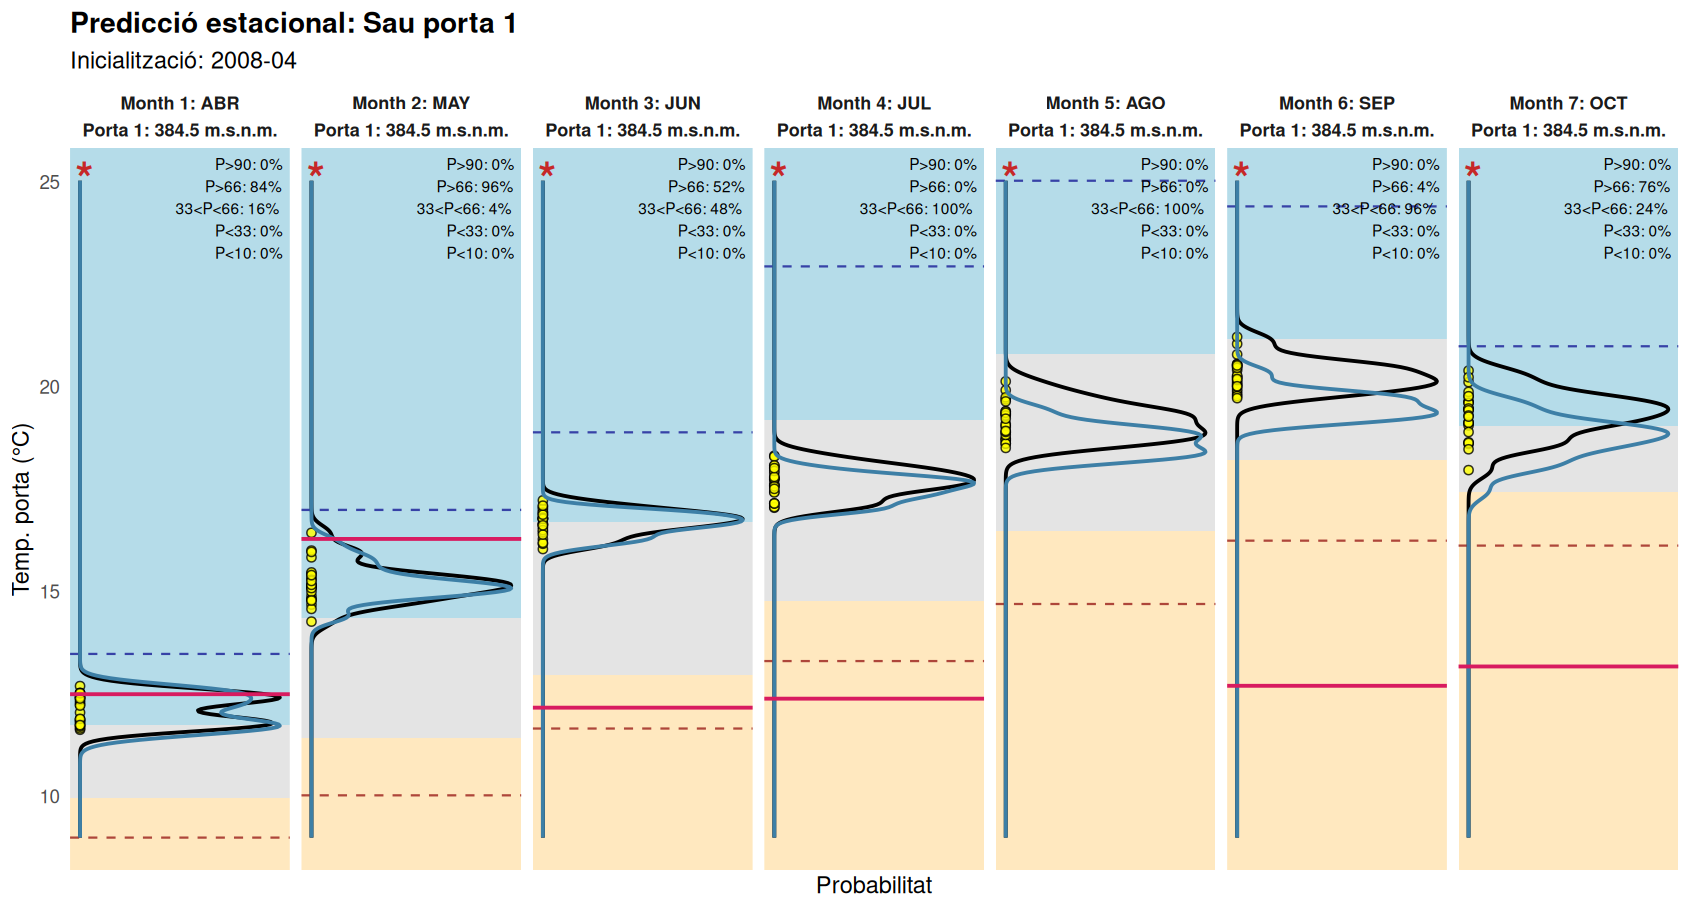 Predicció estacional: Sau porta 1
Inicialització: 2008-04
Month 1: ABR
Porta 1: 384.5 m.s.n.m.
Month 2: MAY
Porta 1: 384.5 m.s.n.m.
Month 3: JUN
Porta 1: 384.5 m.s.n.m.
Month 4: JUL
Porta 1: 384.5 m.s.n.m.
Month 5: AGO
Porta 1: 384.5 m.s.n.m.
Month 6: SEP
Porta 1: 384.5 m.s.n.m.
Month 7: OCT
Porta 1: 384.5 m.s.n.m.
*
P>90: 0%
P>66: 84%
33<P<66: 16%
P<33: 0%
P<10: 0%
*
P>90: 0%
P>66: 96%
33<P<66: 4%
P<33: 0%
P<10: 0%
*
P>90: 0%
P>66: 52%
33<P<66: 48%
P<33: 0%
P<10: 0%
*
P>90: 0%
P>66: 0%
33<P<66: 100%
P<33: 0%
P<10: 0%
*
P>90: 0%
P>66: 0%
33<P<66: 100%
P<33: 0%
P<10: 0%
*
P>90: 0%
P>66: 4%
33<P<66: 96%
P<33: 0%
P<10: 0%
*
P>90: 0%
P>66: 76%
33<P<66: 24%
P<33: 0%
P<10: 0%
25
20
15
10
Temp. porta (°C)
Probabilitat